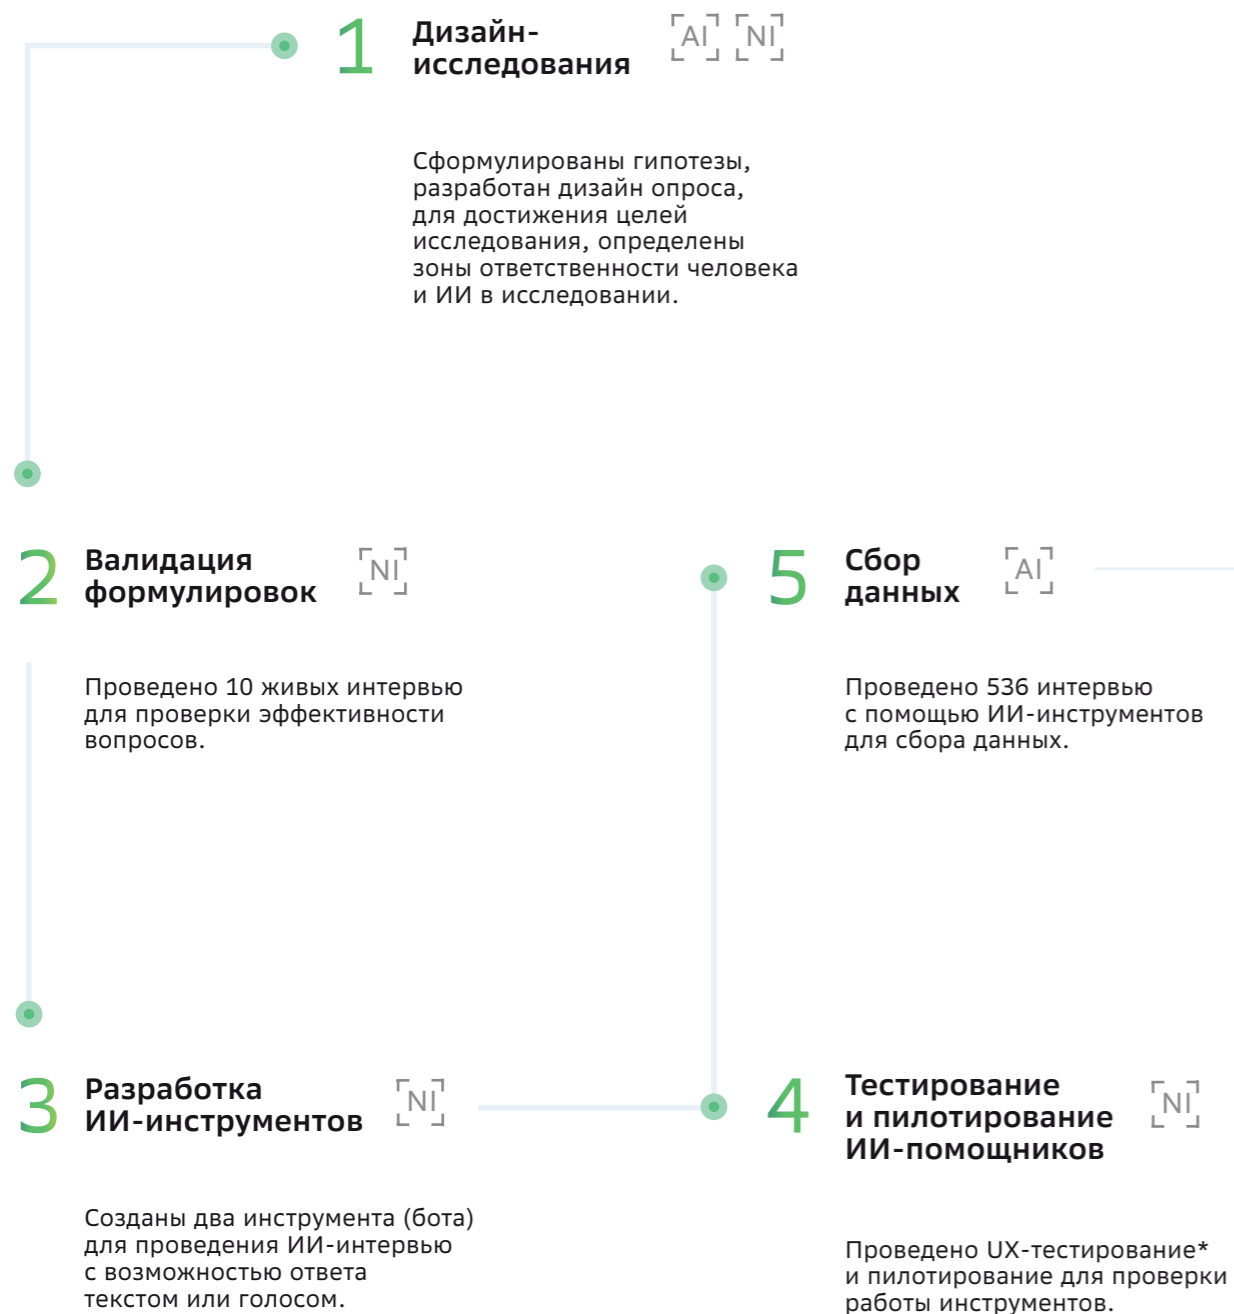 1
Дизайн-
исследования
AI NI
Сформулированы гипотезы,
разработан дизайн опроса,
для достижения целей
исследования, определены
зоны ответственности человека
и ИИ в исследовании.
2
Валидация
формулировок
NI
Проведено 10 живых интервью
для проверки эффективности
вопросов.
3
Разработка
ИИ-инструментов
NI
Созданы два инструмента (бота)
для проведения ИИ-интервью
с возможностью ответа
текстом или голосом.
4
Тестирование
и пилотирование
ИИ-помощников
NI
Проведено UX-тестирование*
и пилотирование для проверки
работы инструментов.
5
Сбор
данных
AI
Проведено 536 интервью
с помощью ИИ-инструментов
для сбора данных.